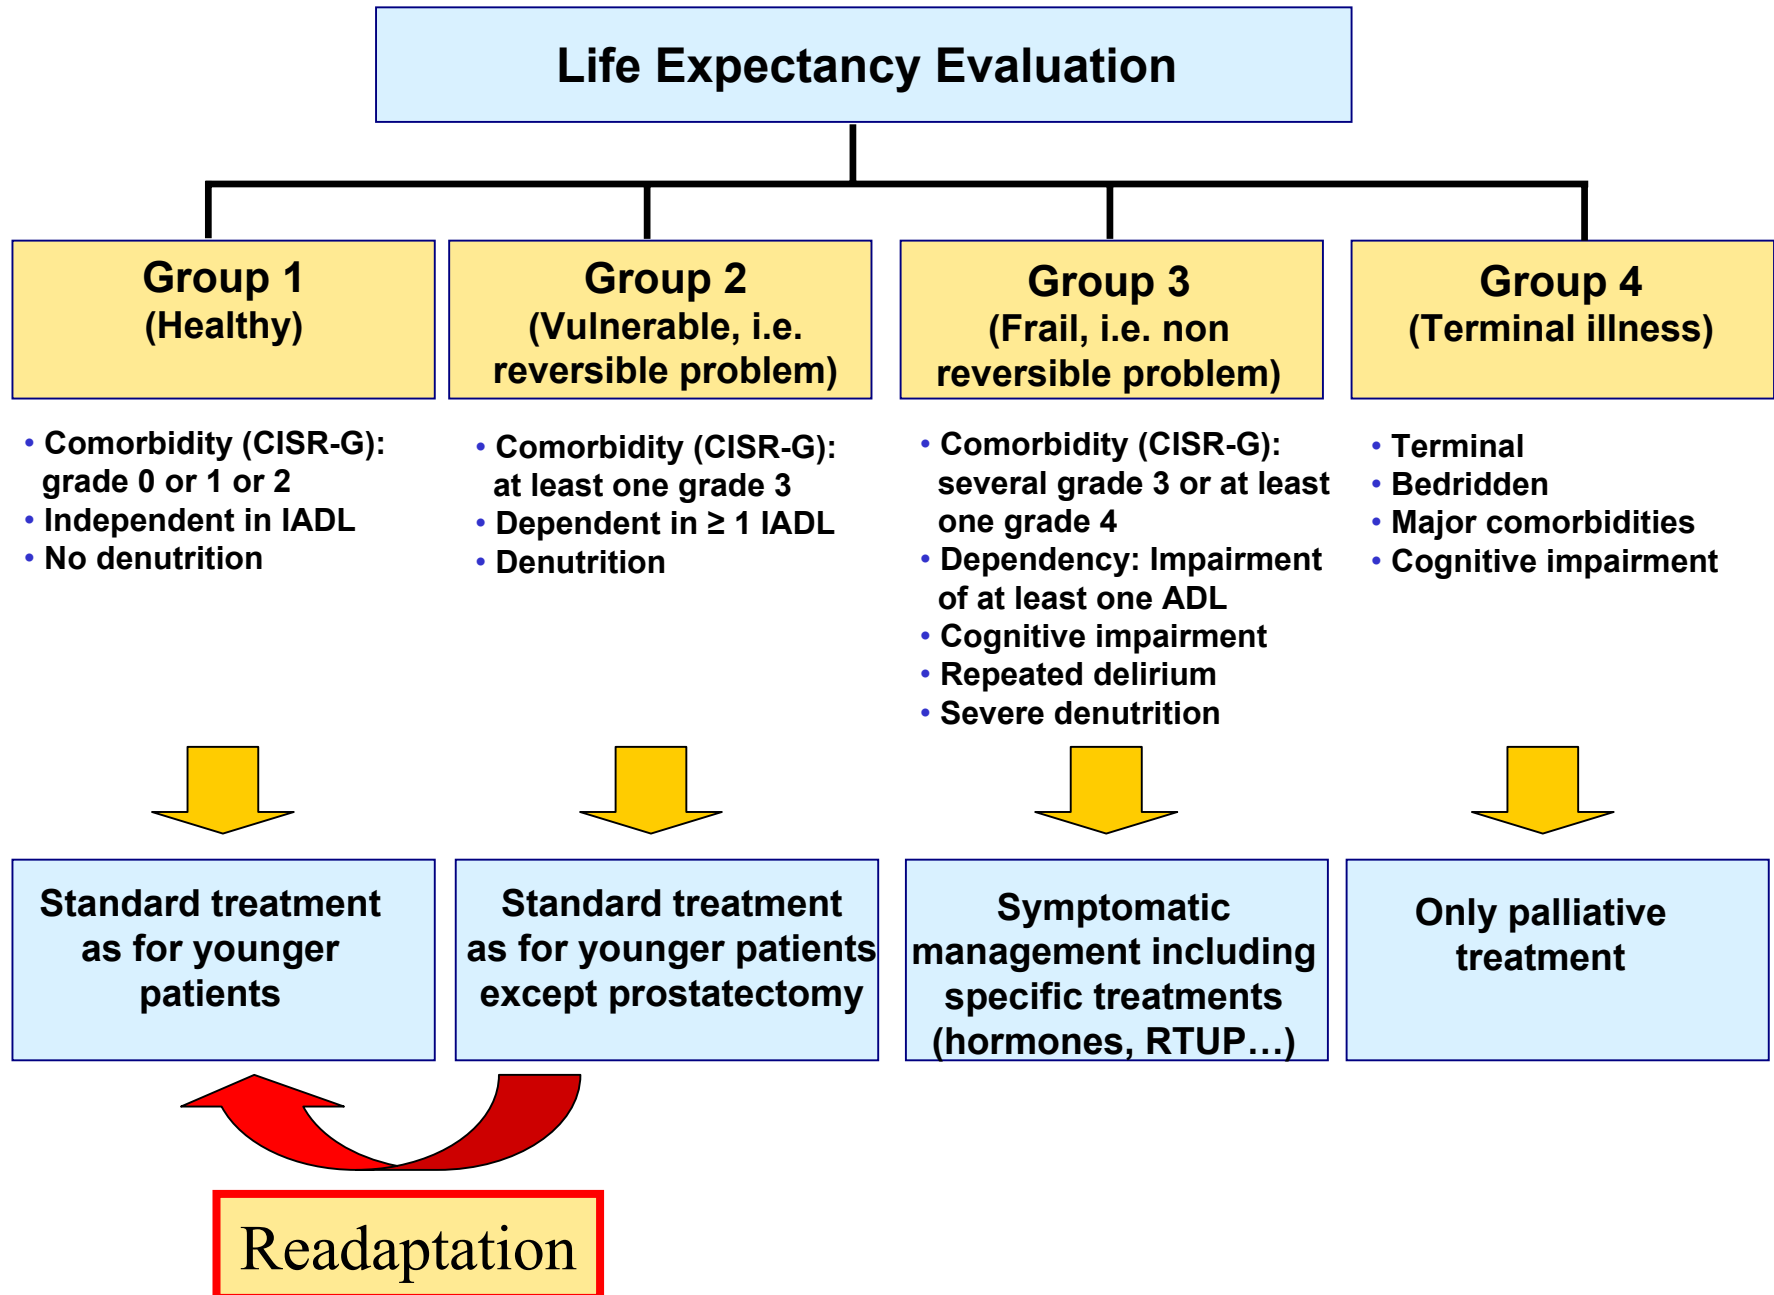 Life Expectancy Evaluation
Group 1
(Healthy)
Group 2
(Vulnerable, i.e.
reversible problem)
Group 3
(Frail, i.e. non
reversible problem)
Group 4
(Terminal illness)
• Comorbidity (CISR-G):
grade 0 or 1 or 2
• Independent in IADL
• No denutrition
• Comorbidity (CISR-G):
at least one grade 3
• Dependent in ≥ 1 IADL
• Denutrition
• Comorbidity (CISR-G):
several grade 3 or at least
one grade 4
• Dependency: Impairment
of at least one ADL
• Cognitive impairment
• Repeated delirium
• Severe denutrition
• Terminal
• Bedridden
• Major comorbidities
• Cognitive impairment
Standard treatment
as for younger
patients
Standard treatment
as for younger patients
except prostatectomy
Symptomatic
management including
specific treatments
(hormones, RTUP…)
Only palliative
treatment
Readaptation